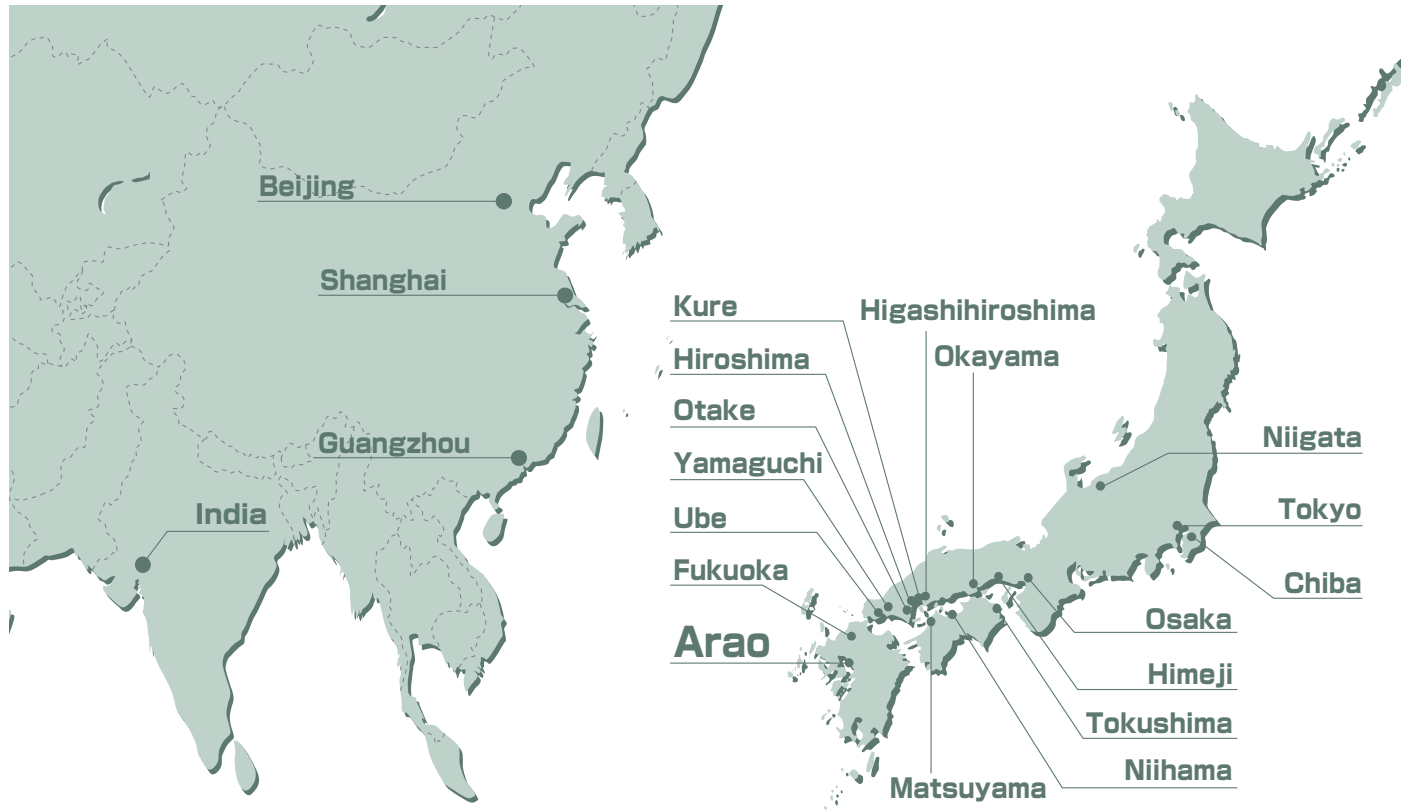 Beijing
Shanghai
Guangzhou
India
Kure
Higashihiroshima
Hiroshima
Okayama
Otake
Yamaguchi
Ube
Fukuoka
Arao
Niigata
Tokyo
Chiba
Osaka
Himeji
Tokushima
Niihama
Matsuyama